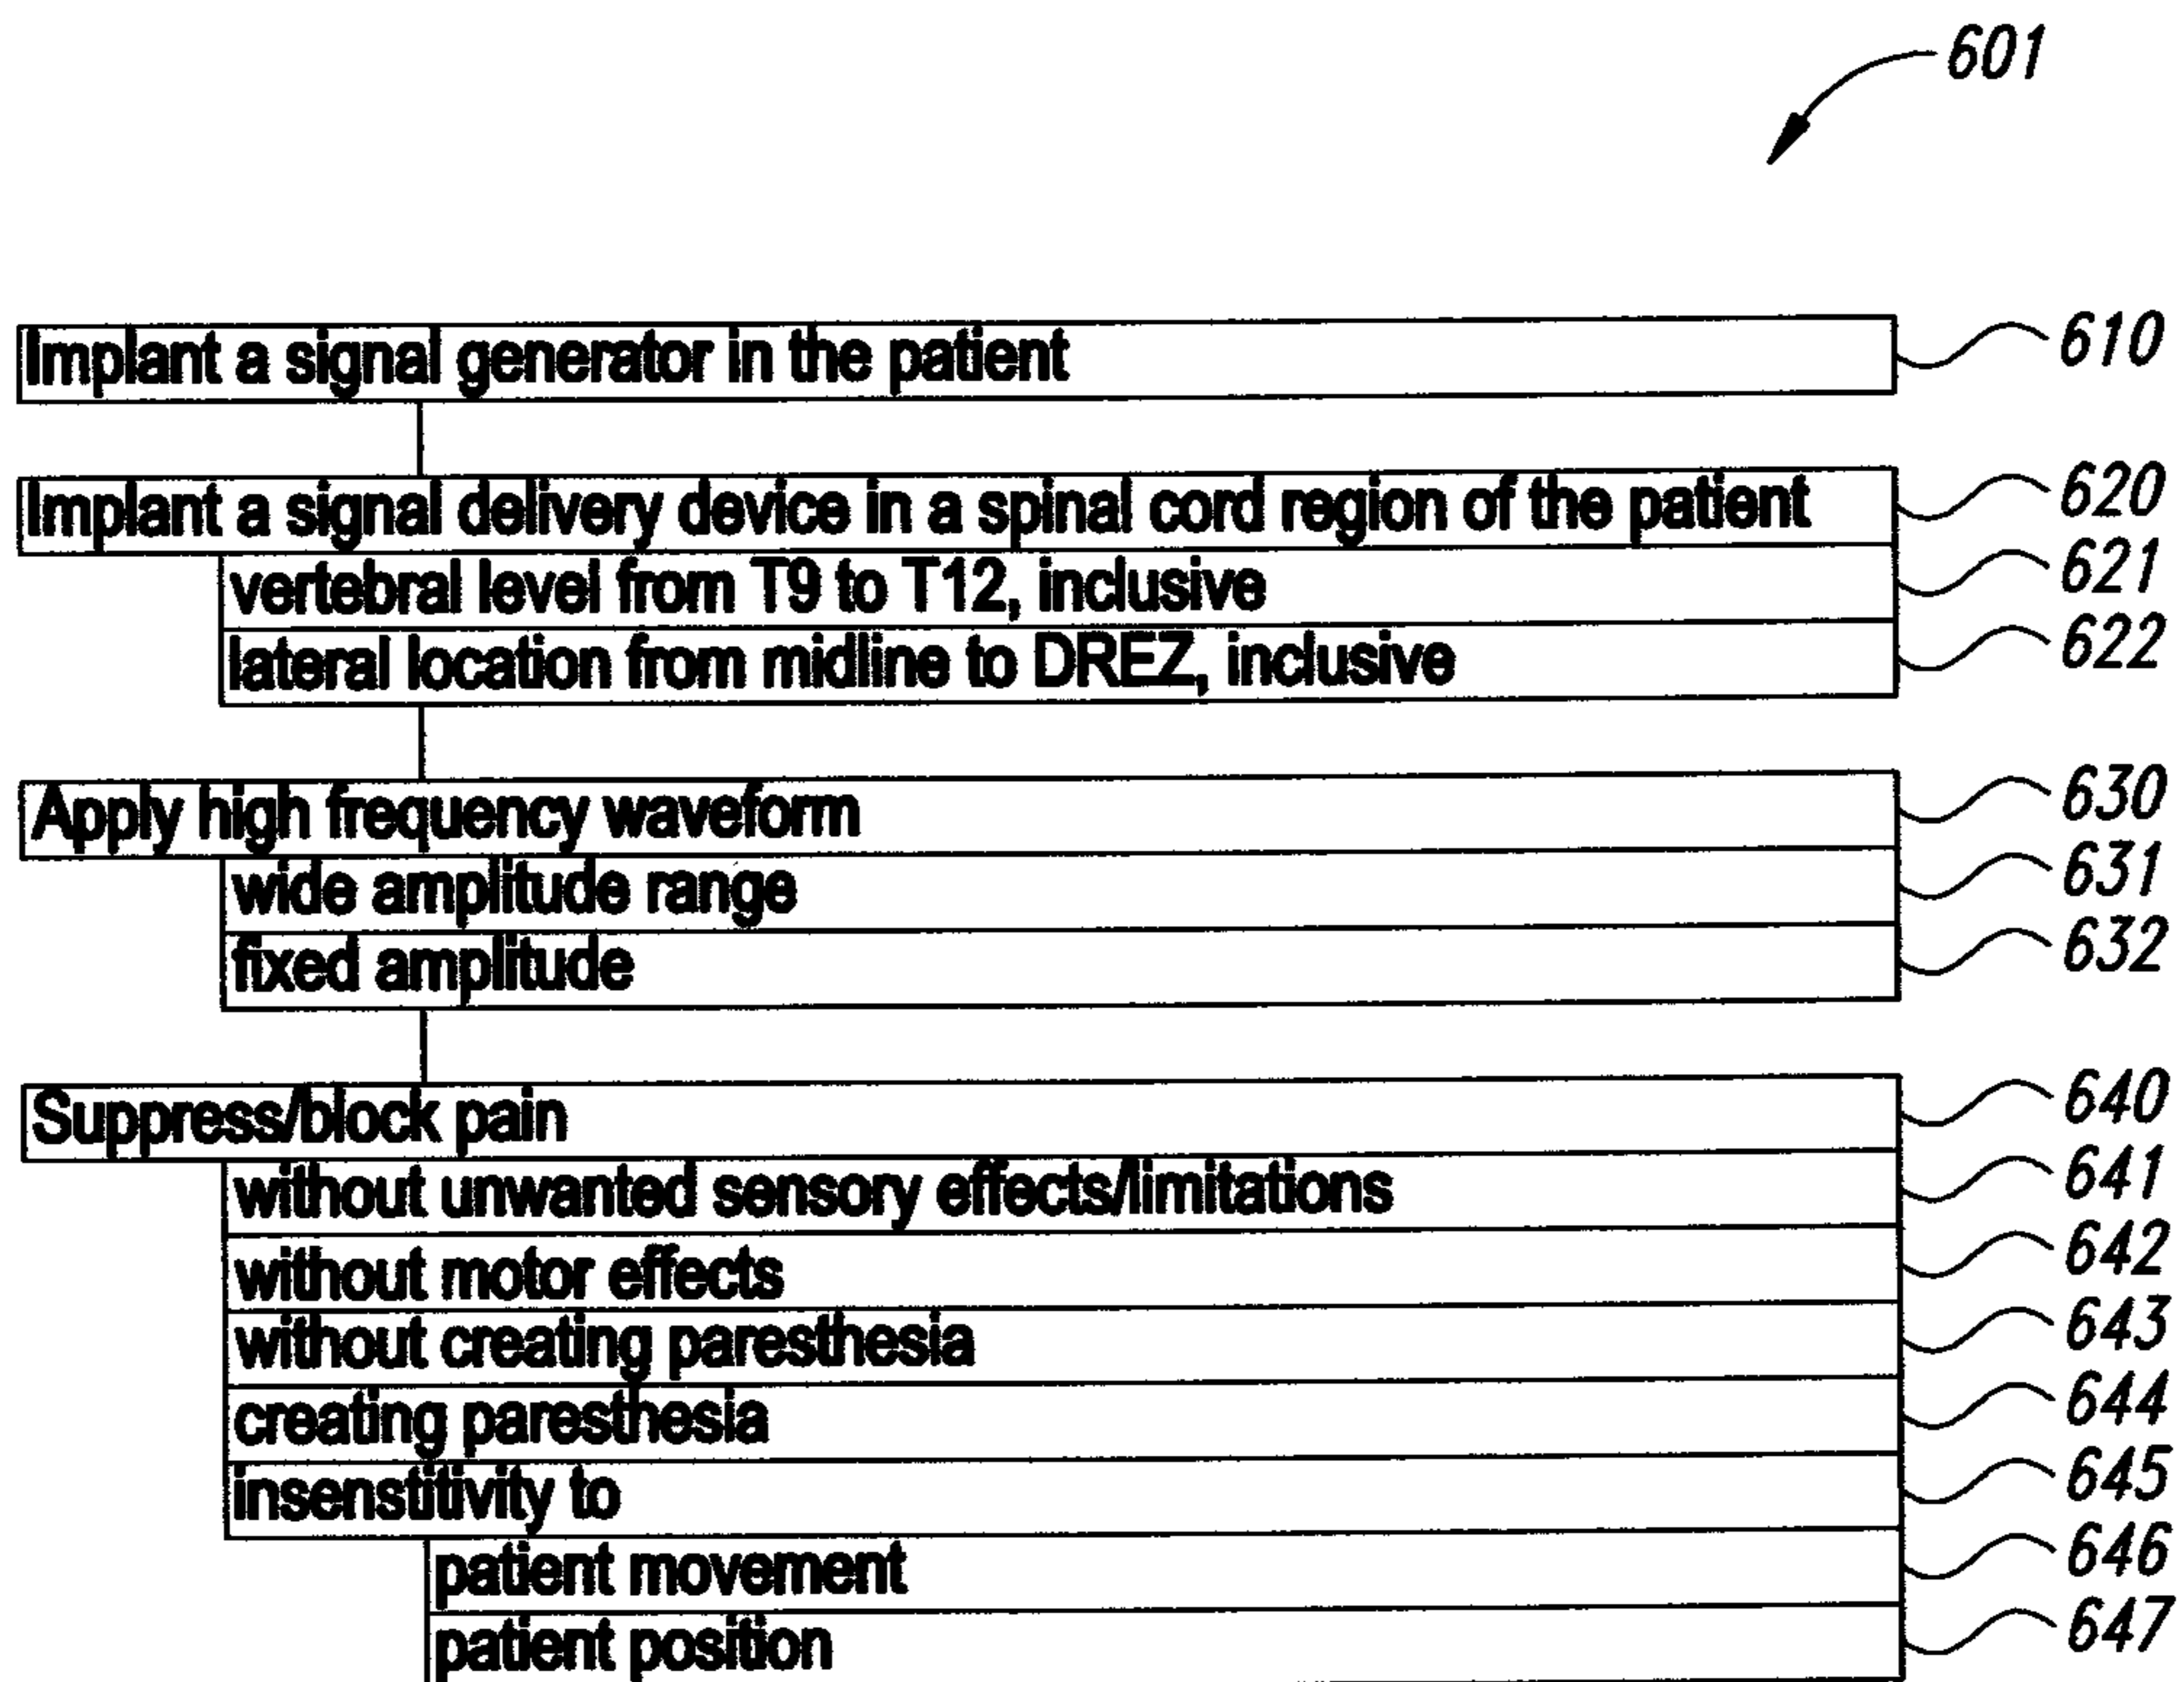 601
Implant a signal generator in the patient 610
Implant a signal delivery device in a spinal cord region of the patient 620
vertebral level from T9 to T12, inclusive 621
lateral location from midline to DREZ, inclusive 622
Apply high frequency waveform 630
wide amplitude range 631
fixed amplitude 632
Suppress/block pain 640
without unwanted sensory effects/limitations 641
without motor effects 642
without creating paresthesia 643
creating paresthesia 644
insenstitivity to 645
patient movement 646
patient position 647